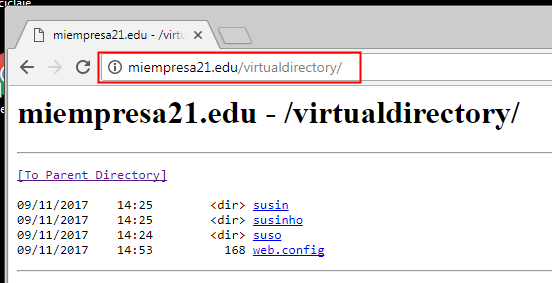 ciclaje
miempresa21.edu - /virtu
miempresa21.edu/virtualdirectory/
miempresa21.edu - /virtualdirectory/
[To Parent Directory]
09/11/2017 14:25 <dir> susin
09/11/2017 14:25 <dir> susinho
09/11/2017 14:24 <dir> suso
09/11/2017 14:53 168 web.config